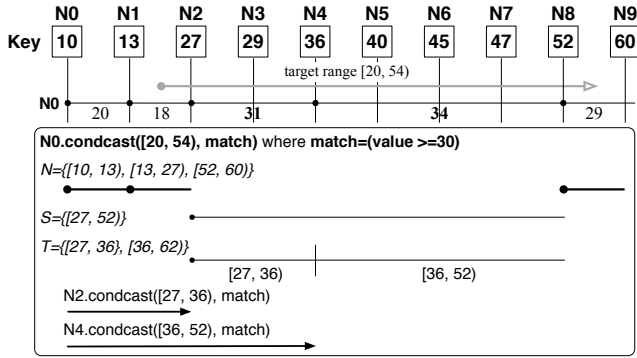 N0 N1 N2 N3 N4 N5 N6 N7 N8 N9
Key 10 13 27 29 36 40 45 47 52 60
target range [20, 54)
N0 20 18 31 34 29
N0.condcast([20, 54), match) where match=(value >=30)
N={[10, 13), [13, 27), [52, 60)}
S={[27, 52)}
T={[27, 36}, [36, 62)}
[27, 36) [36, 52)
N2.condcast([27, 36), match)
N4.condcast([36, 52), match)